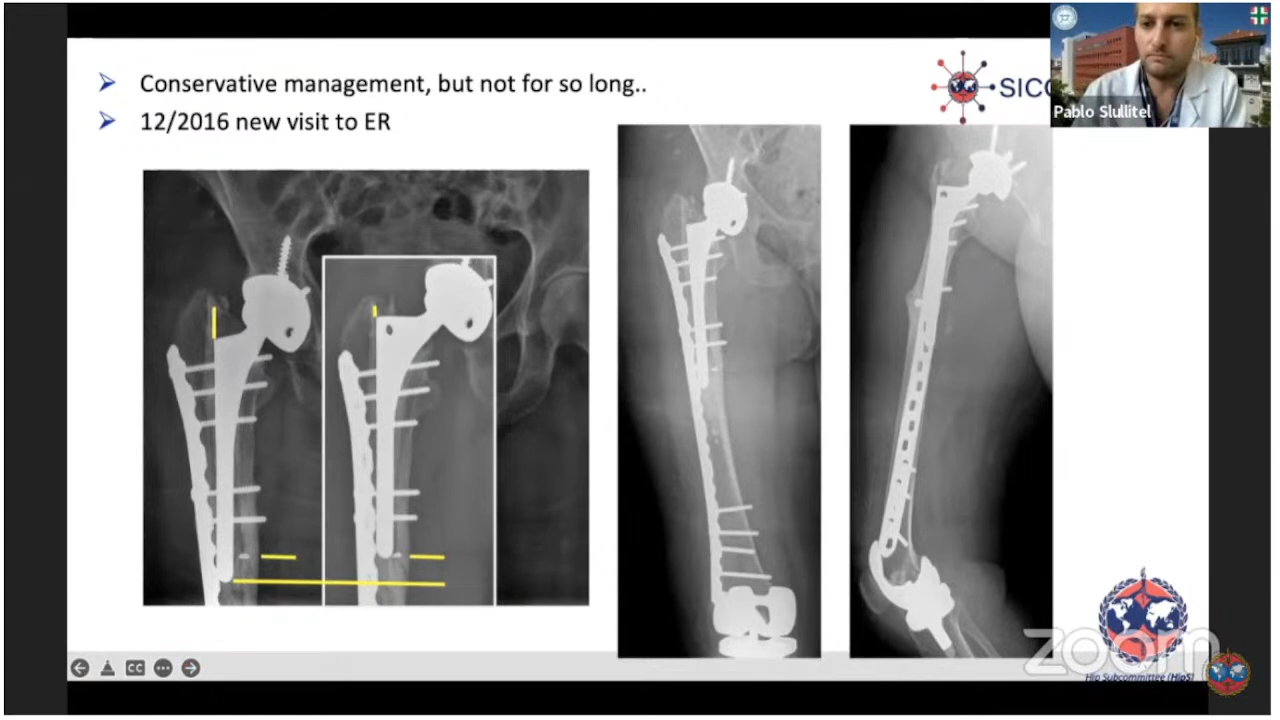 Conservative management, but not for so long..
12/2016 new visit to ER
SICO
Pablo Slullitel
CC
zoom
Hip Subcommittee (HipS)